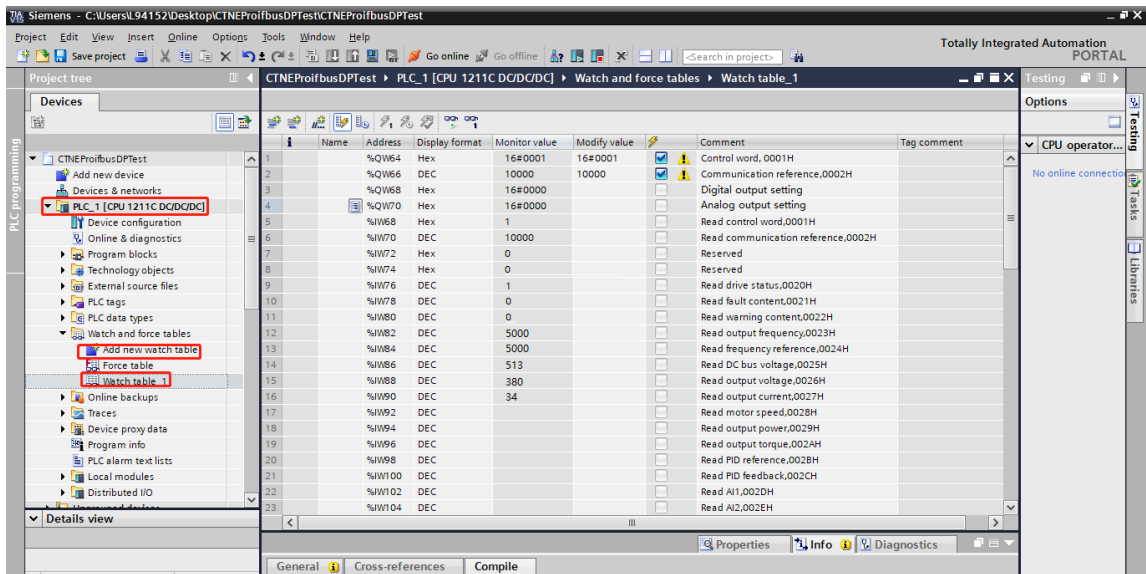 Siemens - C:\Users\L94152\Desktop\CTNEProifbusDPTest\CTNEProifbusDPTest
Project Edit View Insert Online Options Tools Window Help
Totally Integrated Automation
PORTAL
Save project Go online Go offline <Search in project>
Project tree
CTNEProifbusDPTest PLC_1 [CPU 1211C DC/DC/DC] Watch and force tables Watch table_1
Testing
Devices
Options
i Name Address Display format Monitor value Modify value Comment Tag comment
1 %QW64 Hex 16#0001 16#0001 Control word, 0001H
2 %QW66 DEC 10000 10000 Communication reference,0002H
3 %QW68 Hex 16#0000 Digital output setting
4 %QW70 Hex 16#0000 Analog output setting
5 %IW68 Hex 1 Read control word,0001H
6 %IW70 DEC 10000 Read communication reference,0002H
7 %IW72 Hex 0 Reserved
8 %IW74 Hex 0 Reserved
9 %IW76 DEC 1 Read drive status,0020H
10 %IW78 DEC 0 Read fault content,0021H
11 %IW80 DEC 0 Read warning content,0022H
12 %IW82 DEC 5000 Read output frequency,0023H
13 %IW84 DEC 5000 Read frequency reference,0024H
14 %IW86 DEC 513 Read DC bus voltage,0025H
15 %IW88 DEC 380 Read output voltage,0026H
16 %IW90 DEC 34 Read output current,0027H
17 %IW92 DEC Read motor speed,0028H
18 %IW94 DEC Read output power,0029H
19 %IW96 DEC Read output torque,002AH
20 %IW98 DEC Read PID reference,002BH
21 %IW100 DEC Read PID feedback,002CH
22 %IW102 DEC Read AI1,002DH
23 %IW104 DEC Read AI2,002EH
CTNEProifbusDPTest
Add new device
Devices & networks
PLC_1 [CPU 1211C DC/DC/DC]
Device configuration
Online & diagnostics
Program blocks
Technology objects
External source files
PLC tags
PLC data types
Watch and force tables
Add new watch table
Force table
Watch table_1
Online backups
Traces
Device proxy data
Program info
PLC alarm text lists
Local modules
Distributed I/O
Details view
PLC programming
CPU operator...
No online connection
Testing
Tasks
Libraries
Properties Info Diagnostics
General Cross-references Compile